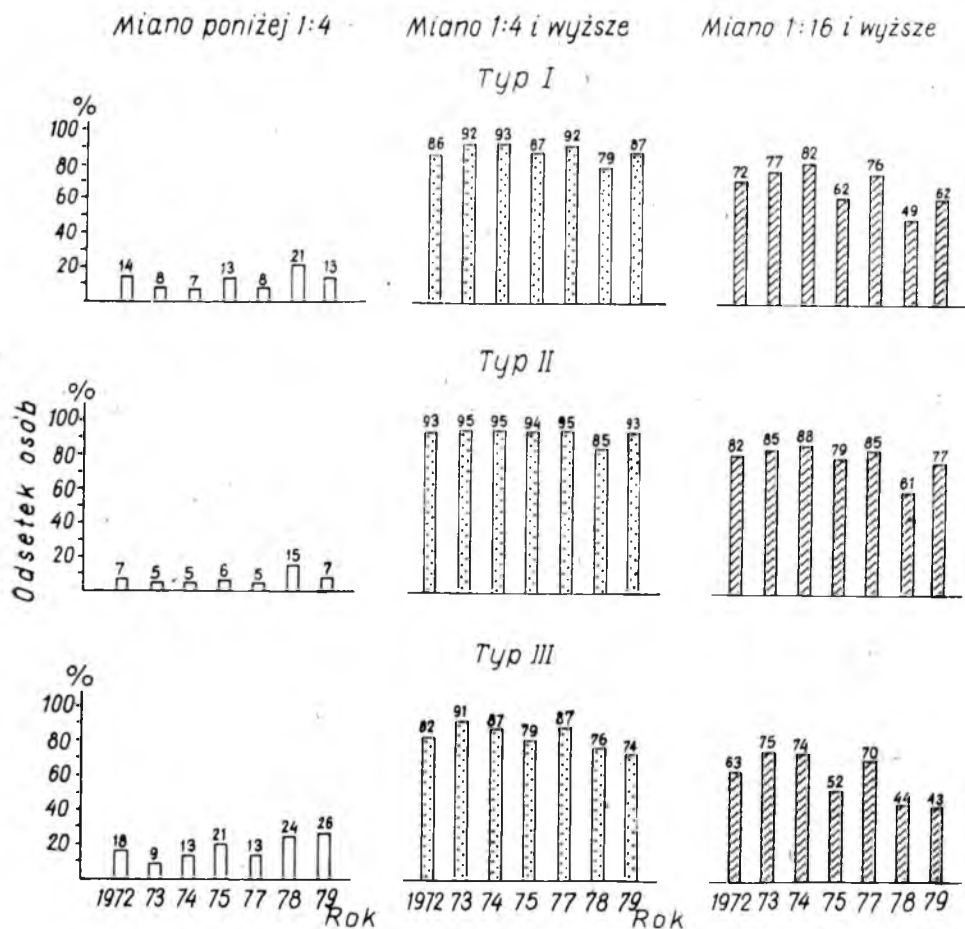 Miano poniżej 1:4 Miano 1:4 i wyższe Miano 1:16 i wyższe
Typ I
%
100
80
60
40
20
14 8 7 13 8 21 13
86 92 93 87 92 79 87
72 77 82 62 76 49 62
Typ II
Odsetek osób
%
100
80
60
40
20
7 5 5 6 5 15 7
93 95 95 94 95 85 93
82 85 88 79 85 61 77
Typ III
%
100
80
60
40
20
18 9 13 21 13 24 26
82 91 87 79 87 76 74
63 75 74 52 70 44 43
1972 73 74 75 77 78 79 Rok
1972 73 74 75 77 78 79 Rok
1972 73 74 75 77 78 79